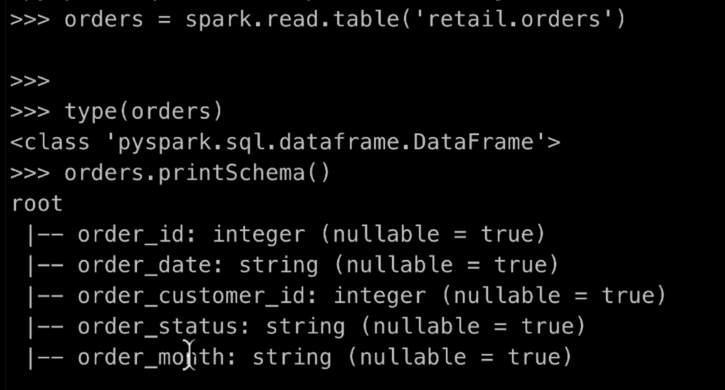 >>> orders = spark.read.table('retail.orders')
>>>
>>> type(orders)
<class 'pyspark.sql.dataframe.DataFrame'>
>>> orders.printSchema()
root
 |-- order_id: integer (nullable = true)
 |-- order_date: string (nullable = true)
 |-- order_customer_id: integer (nullable = true)
 |-- order_status: string (nullable = true)
 |-- order_month: string (nullable = true)